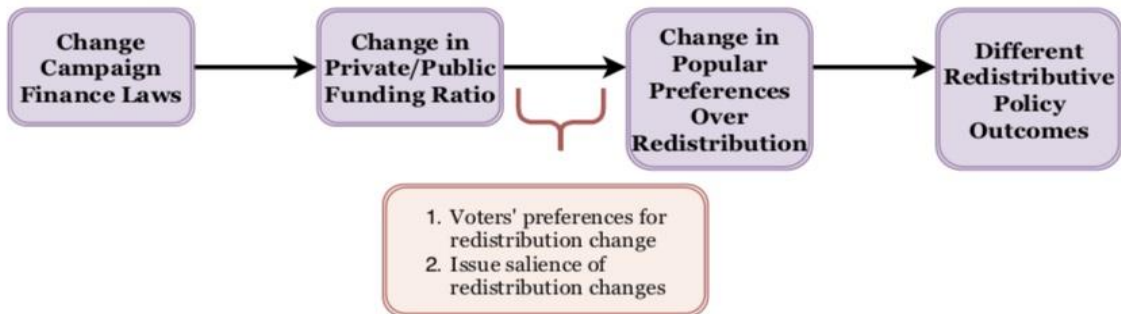 Change
Campaign
Finance Laws
Change in
Private/Public
Funding Ratio
Change in
Popular
Preferences
Over
Redistribution
Different
Redistributive
Policy
Outcomes
1. Voters' preferences for
redistribution change
2. Issue salience of
redistribution changes